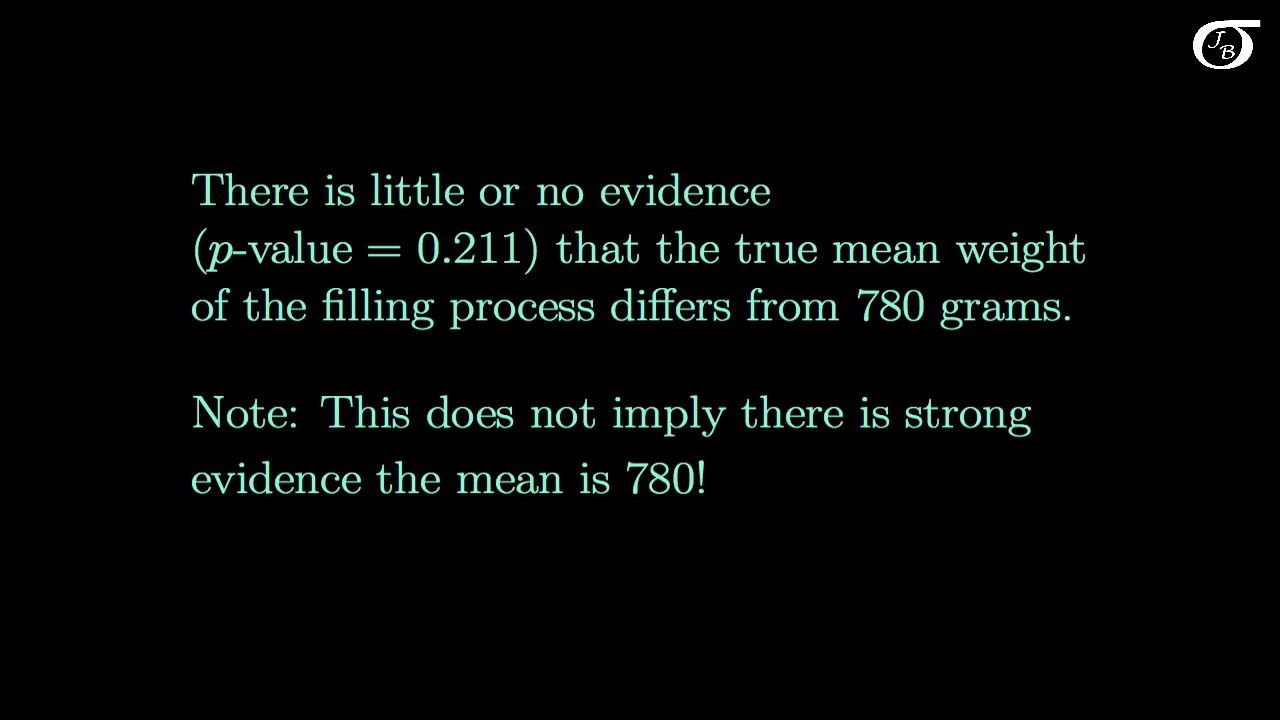 J B
There is little or no evidence
(p-value = 0.211) that the true mean weight
of the filling process differs from 780 grams.
Note: This does not imply there is strong
evidence the mean is 780!